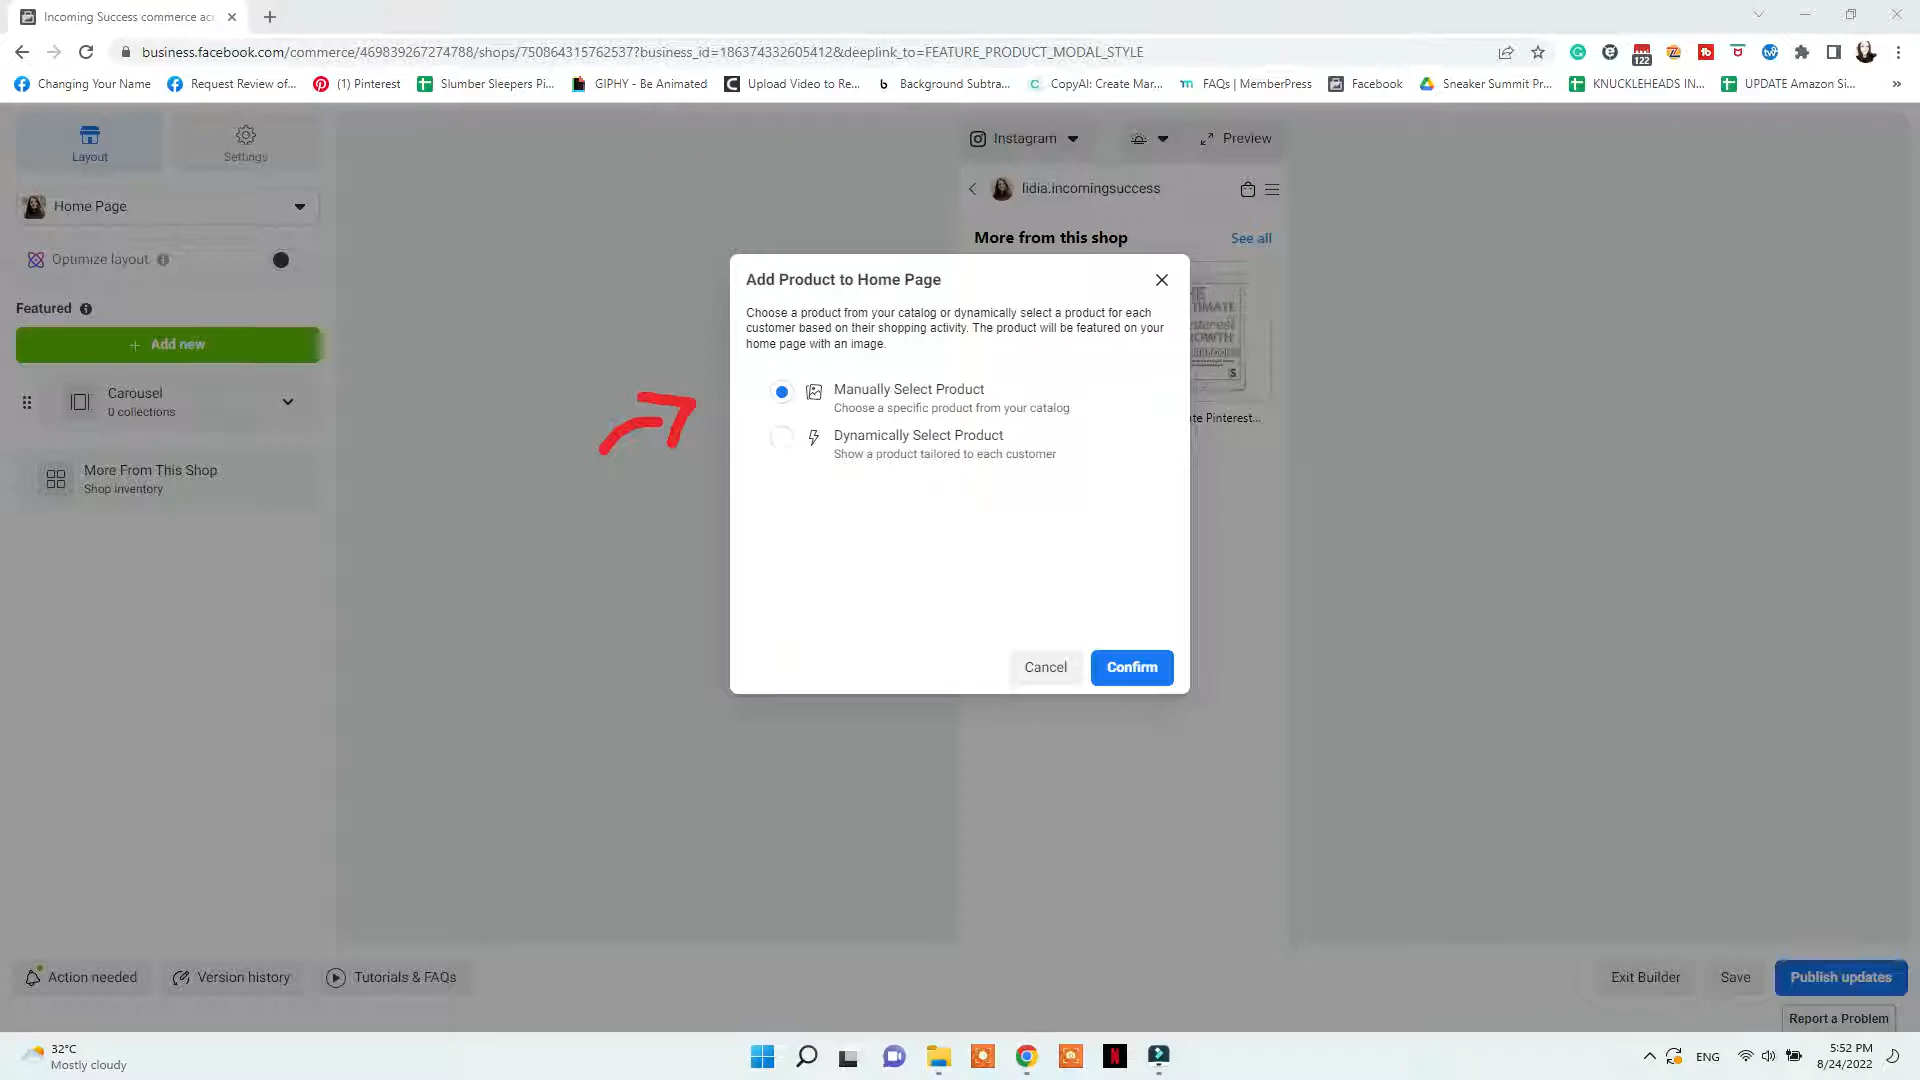 Incoming Success commerce acc
business.facebook.com/commerce/469839267274788/shops/750864315762537?business_id=186374332605412&deeplink_to=FEATURE_PRODUCT_MODAL_STYLE
122
Changing Your Name
Request Review of...
(1) Pinterest
Slumber Sleepers Pi...
GIPHY - Be Animated
Upload Video to Re...
Background Subtra...
CopyAI: Create Mar...
FAQs | MemberPress
Facebook
Sneaker Summit Pr...
KNUCKLEHEADS IN...
UPDATE Amazon Si...
Layout
Settings
Instagram
Preview
Home Page
lidia.incomingsuccess
More from this shop
See all
Optimize layout
Featured
Add new
Carousel
0 collections
More From This Shop
Shop inventory
Add Product to Home Page
Choose a product from your catalog or dynamically select a product for each
customer based on their shopping activity. The product will be featured on your
home page with an image.
Manually Select Product
Choose a specific product from your catalog
Dynamically Select Product
Show a product tailored to each customer
Cancel
Confirm
Pinterest...
Action needed
Version history
Tutorials & FAQs
Exit Builder
Save
Publish updates
Report a Problem
32°C
Mostly cloudy
ENG
5:52 PM
8/24/2022